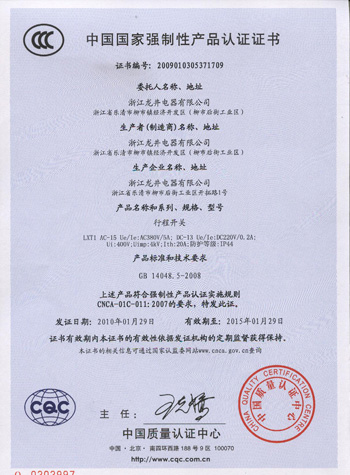 中国国家强制性产品认证证书
证书编号：2009010305371709
委托人名称、地址
浙江龙井电器有限公司
浙江省乐清市柳市镇经济开发区（柳市后街工业区）
生产者(制造商)名称、地址
浙江龙井电器有限公司
浙江省乐清市柳市镇经济开发区（柳市后街工业区）
生产企业名称、地址
浙江龙井电器有限公司
浙江省乐清市柳市后街工业区开拓路1号
产品名称和系列、规格、型号
行程开关
LXT1 AC-15 Ue/Ie:AC380V/5A; DC-13 Ue/Ie:DC220V/0.2A;
Ui:400V;Uimp:4kV;Ith:20A;防护等级:IP44
产品标准和技术要求
GB 14048.5-2008
上述产品符合强制性产品认证实施规则
CNCA-01C-011:2007的要求，特发此证。
发证日期：2010年01月29日 有效期至：2015年01月29日
证书有效期内本证书的有效性依据发证机构的定期监督获得保持。
本证书的相关信息可通过国家认监委网站www.cnca.gov.cn查询
CQC
主任：
CHINA QUALITY CERTIFICATION CENTRE
中国质量认证中心
中国质量认证中心
中国·北京·南四环西路188号9区 100070
http://www.cqc.com.cn